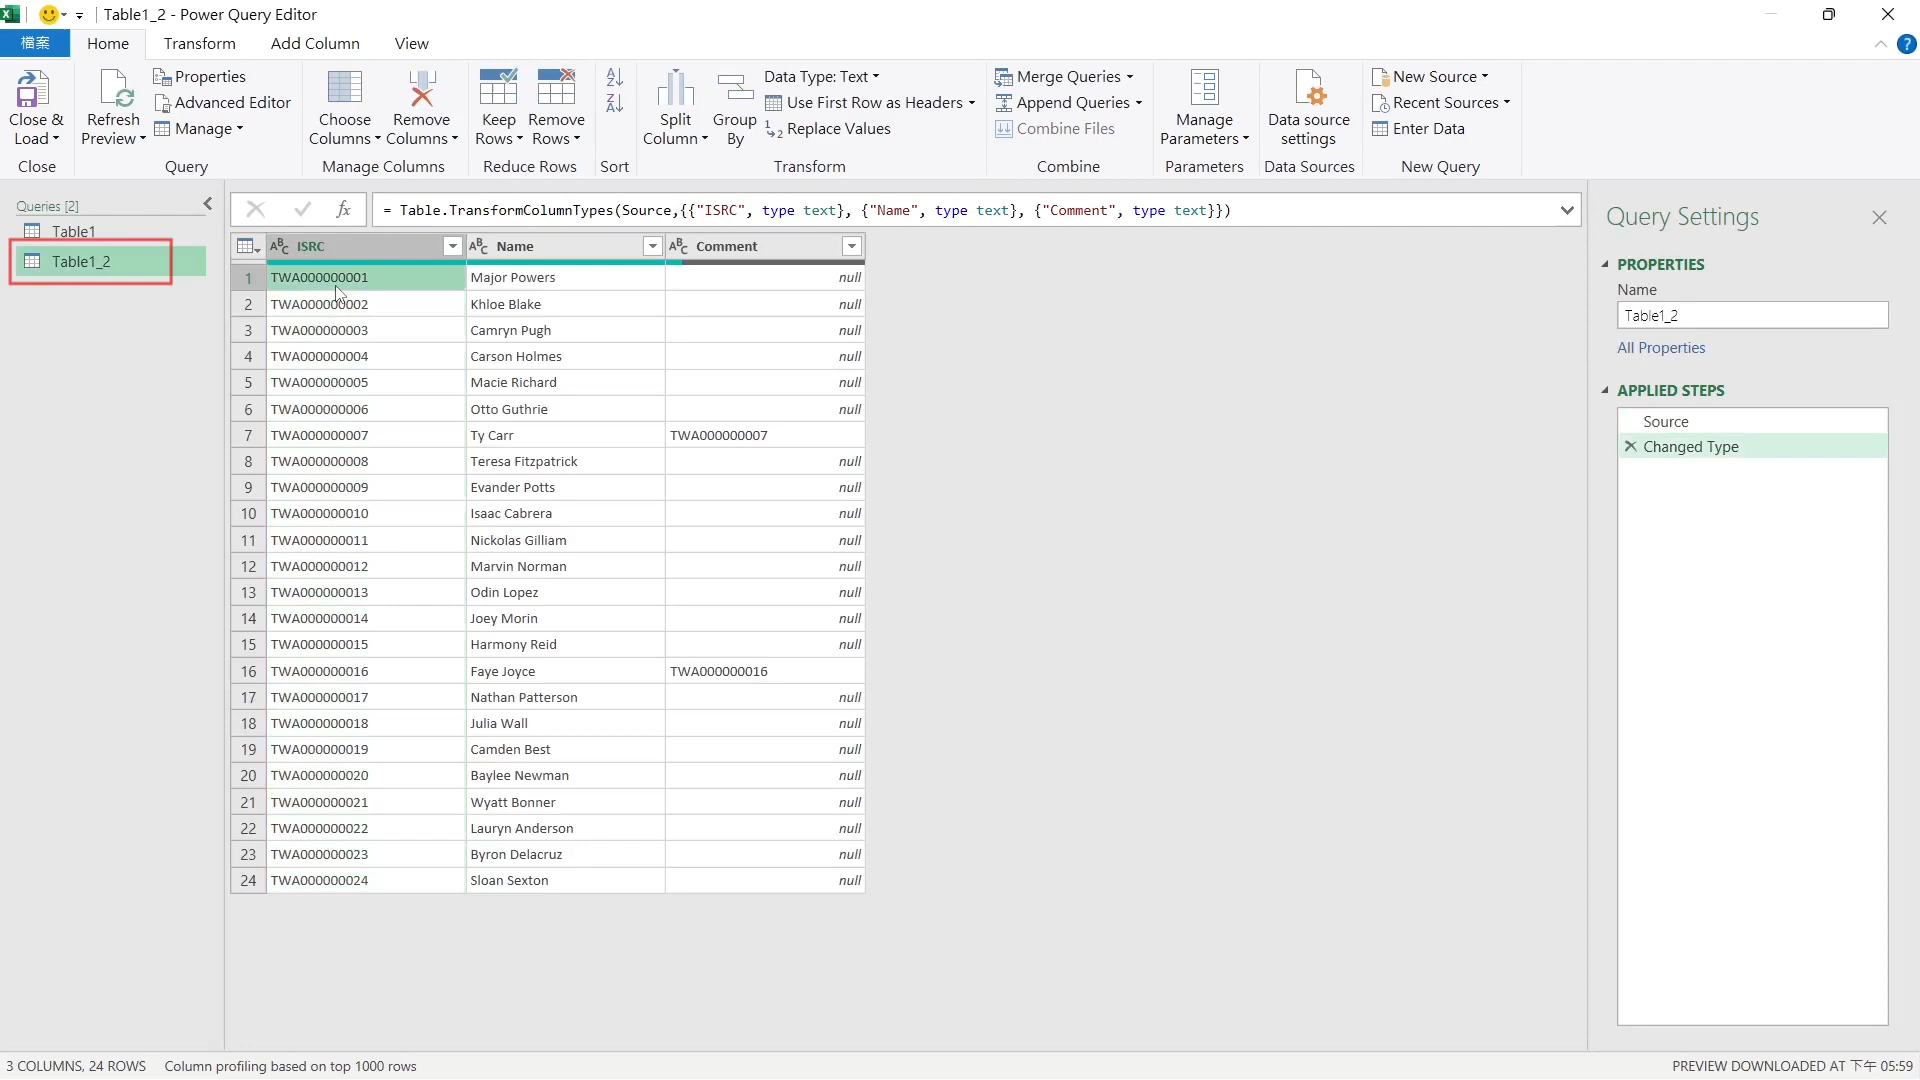 Table1_2 - Power Query Editor
檔案 Home Transform Add Column View
Close & Load
Close
Refresh Preview
Properties
Advanced Editor
Manage
Query
Choose Columns
Remove Columns
Manage Columns
Keep Rows
Remove Rows
Reduce Rows
Sort
Split Column
Group By
Data Type: Text
Use First Row as Headers
Replace Values
Transform
Merge Queries
Append Queries
Combine Files
Combine
Manage Parameters
Parameters
Data source settings
Data Sources
New Source
Recent Sources
Enter Data
New Query
Queries [2]
Table1
Table1_2
fx = Table.TransformColumnTypes(Source,{{"ISRC", type text}, {"Name", type text}, {"Comment", type text}})
ABC ISRC ABC Name ABC Comment
1 TWA000000001 Major Powers null
2 TWA000000002 Khloe Blake null
3 TWA000000003 Camryn Pugh null
4 TWA000000004 Carson Holmes null
5 TWA000000005 Macie Richard null
6 TWA000000006 Otto Guthrie null
7 TWA000000007 Ty Carr TWA000000007
8 TWA000000008 Teresa Fitzpatrick null
9 TWA000000009 Evander Potts null
10 TWA000000010 Isaac Cabrera null
11 TWA000000011 Nickolas Gilliam null
12 TWA000000012 Marvin Norman null
13 TWA000000013 Odin Lopez null
14 TWA000000014 Joey Morin null
15 TWA000000015 Harmony Reid null
16 TWA000000016 Faye Joyce TWA000000016
17 TWA000000017 Nathan Patterson null
18 TWA000000018 Julia Wall null
19 TWA000000019 Camden Best null
20 TWA000000020 Baylee Newman null
21 TWA000000021 Wyatt Bonner null
22 TWA000000022 Lauryn Anderson null
23 TWA000000023 Byron Delacruz null
24 TWA000000024 Sloan Sexton null
Query Settings
PROPERTIES
Name
Table1_2
All Properties
APPLIED STEPS
Source
Changed Type
3 COLUMNS, 24 ROWS Column profiling based on top 1000 rows PREVIEW DOWNLOADED AT 下午 05:59